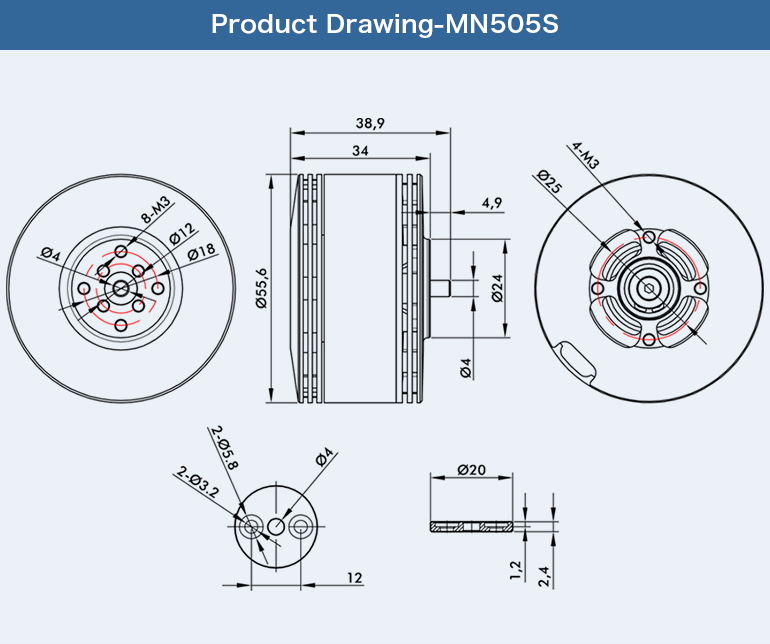 Product Drawing-MN505S
38,9
34
4-M3
Ø25
8-M3
4,9
Ø12
Ø18
Ø4
Ø55,6
Ø24
Ø4
2-Ø5.8
Ø4
2-Ø3.2
Ø20
12
1,2
2,4